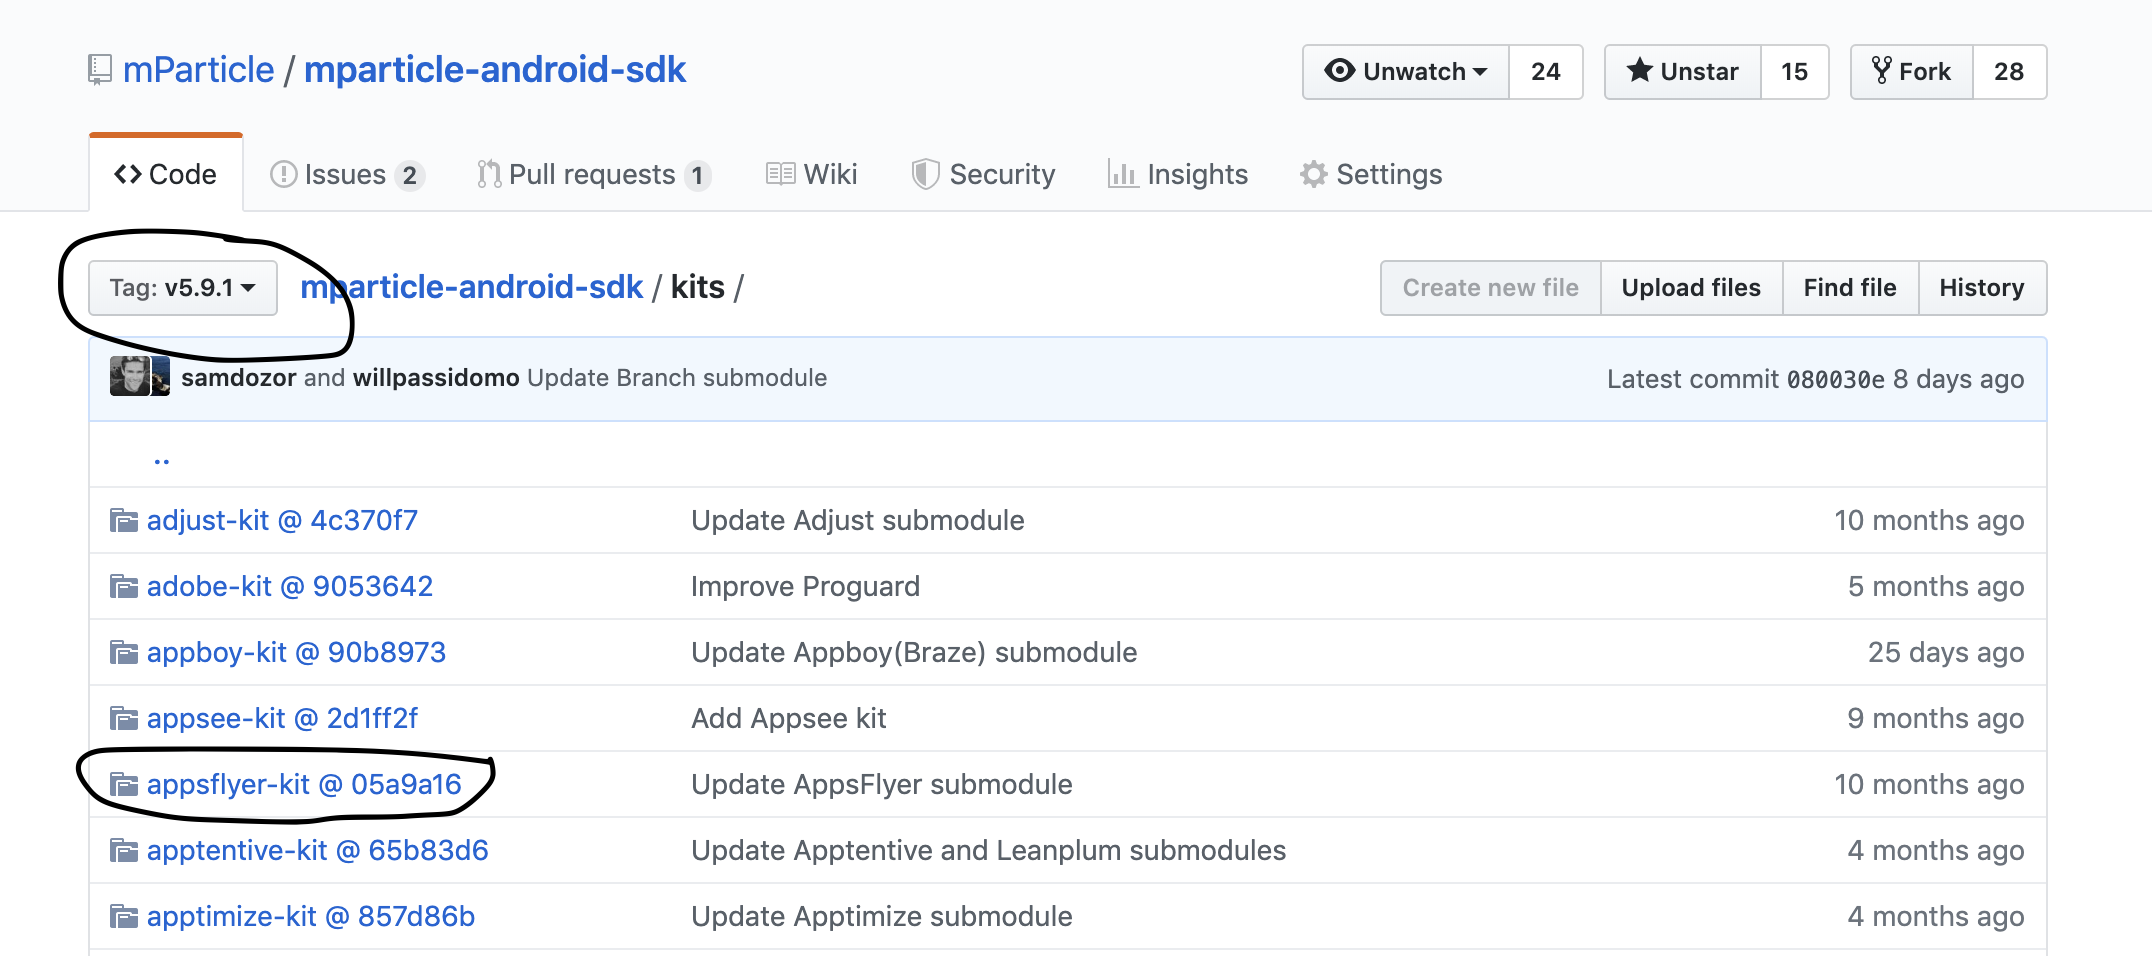 mParticle / mparticle-android-sdk
Unwatch 24 Unstar 15 Fork 28
Code Issues 2 Pull requests 1 Wiki Security Insights Settings
Tag: v5.9.1 mparticle-android-sdk / kits / Create new file Upload files Find file History
samdozor and willpassidomo Update Branch submodule Latest commit 080030e 8 days ago
..
adjust-kit @ 4c370f7 Update Adjust submodule 10 months ago
adobe-kit @ 9053642 Improve Proguard 5 months ago
appboy-kit @ 90b8973 Update Appboy(Braze) submodule 25 days ago
appsee-kit @ 2d1ff2f Add Appsee kit 9 months ago
appsflyer-kit @ 05a9a16 Update AppsFlyer submodule 10 months ago
apptentive-kit @ 65b83d6 Update Apptentive and Leanplum submodules 4 months ago
apptimize-kit @ 857d86b Update Apptimize submodule 4 months ago